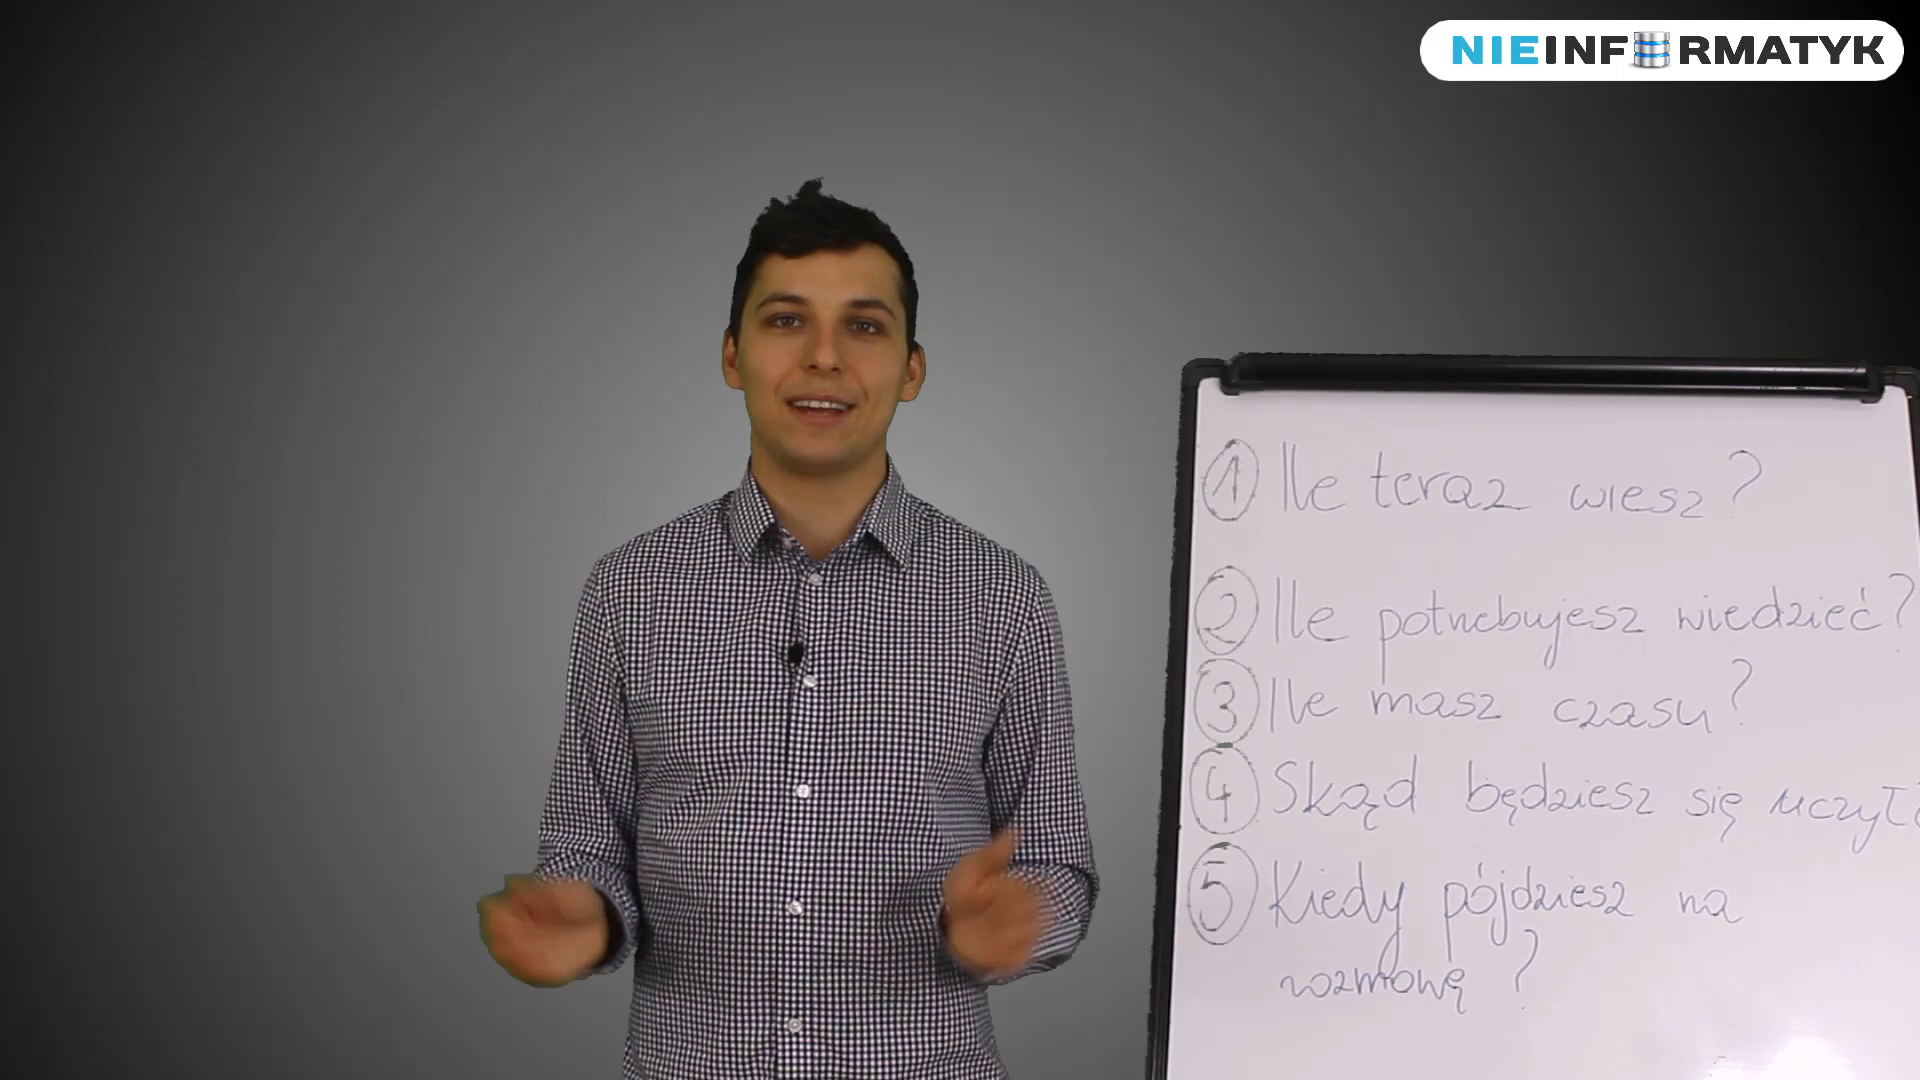 NIEINFORMATYK
1 Ile teraz wiesz?
2 Ile potrzebujesz wiedzieć?
3 Ile masz czasu?
4 Skąd będziesz się uczył?
5 Kiedy pójdziesz na
rozmowę ?